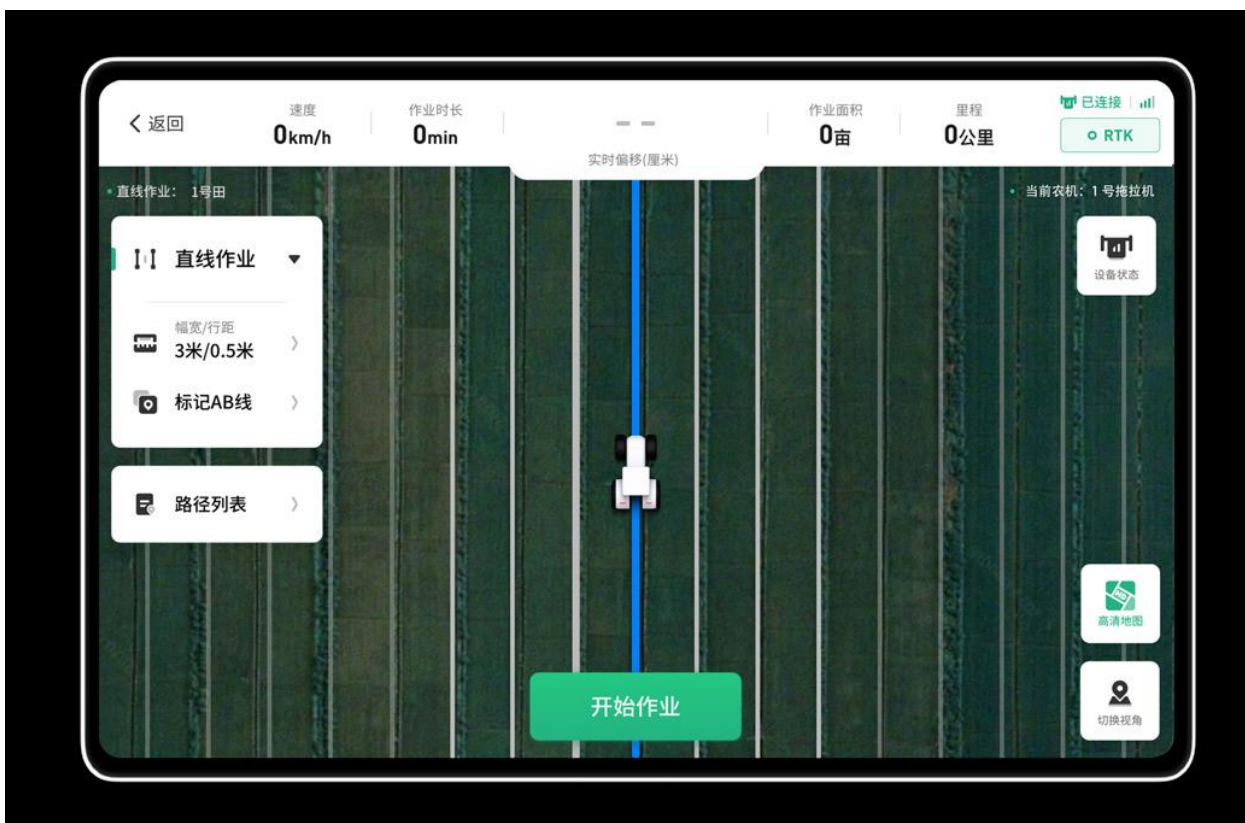 返回
速度
0km/h
作业时长
0min
– –
实时偏移(厘米)
作业面积
0亩
里程
0公里
已连接
RTK
直线作业： 1号田
当前农机：1号拖拉机
直线作业
幅宽/行距
3米/0.5米
标记AB线
路径列表
设备状态
HD
高清地图
切换视角
开始作业